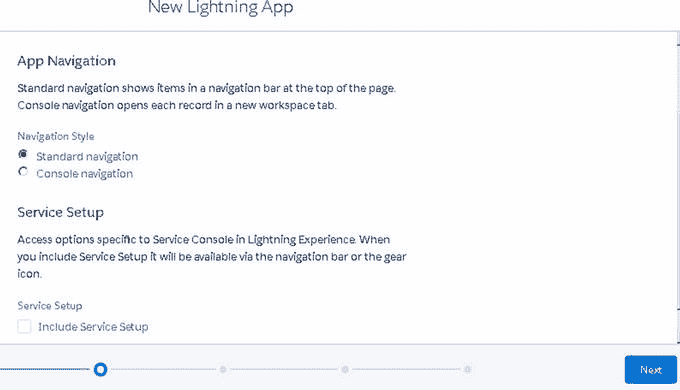 New Lightning App
App Navigation
Standard navigation shows items in a navigation bar at the top of the page.
Console navigation opens each record in a new workspace tab.
Navigation Style
Standard navigation
Console navigation
Service Setup
Access options specific to Service Console in Lightning Experience. When
you include Service Setup it will be available via the navigation bar or the gear
icon.
Service Setup
Include Service Setup
Next